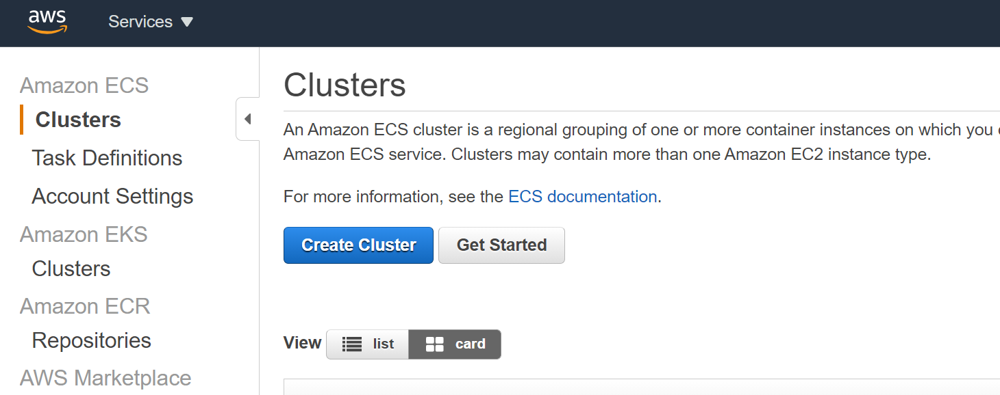 aws
Services
Amazon ECS
Clusters
Task Definitions
Account Settings
Amazon EKS
Clusters
Amazon ECR
Repositories
AWS Marketplace
Clusters
An Amazon ECS cluster is a regional grouping of one or more container instances on which you
Amazon ECS service. Clusters may contain more than one Amazon EC2 instance type.
For more information, see the ECS documentation.
Create Cluster Get Started
View list card